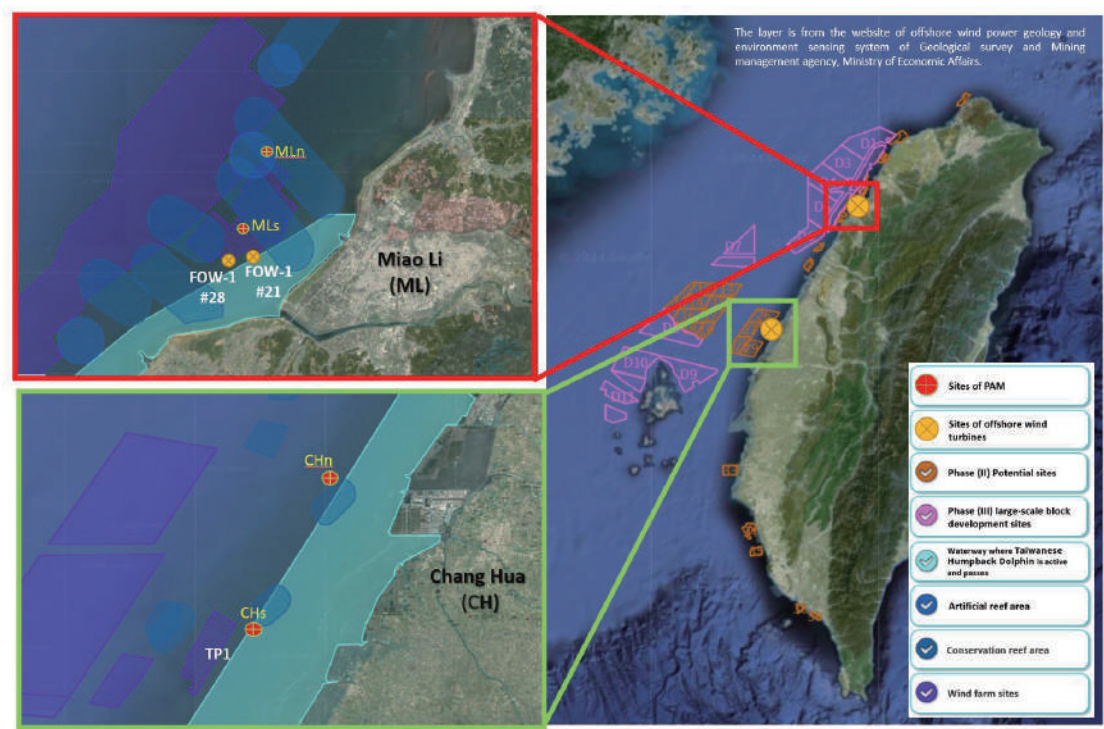 The layer is from the website of offshore wind power geology and
environment sensing system of Geological survey and Mining
management agency, Ministry of Economic Affairs.
MLn
MLs
FOW-1
#28
FOW-1
#21
Miao Li
(ML)
CHn
CHs
TP1
Chang Hua
(CH)
D1
D3
D7
D10
D9
Sites of PAM
Sites of offshore wind
turbines
Phase (II) Potential sites
Phase (III) large-scale block
development sites
Waterway where Taiwanese
Humpback Dolphin is active
and passes
Artificial reef area
Conservation reef area
Wind farm sites